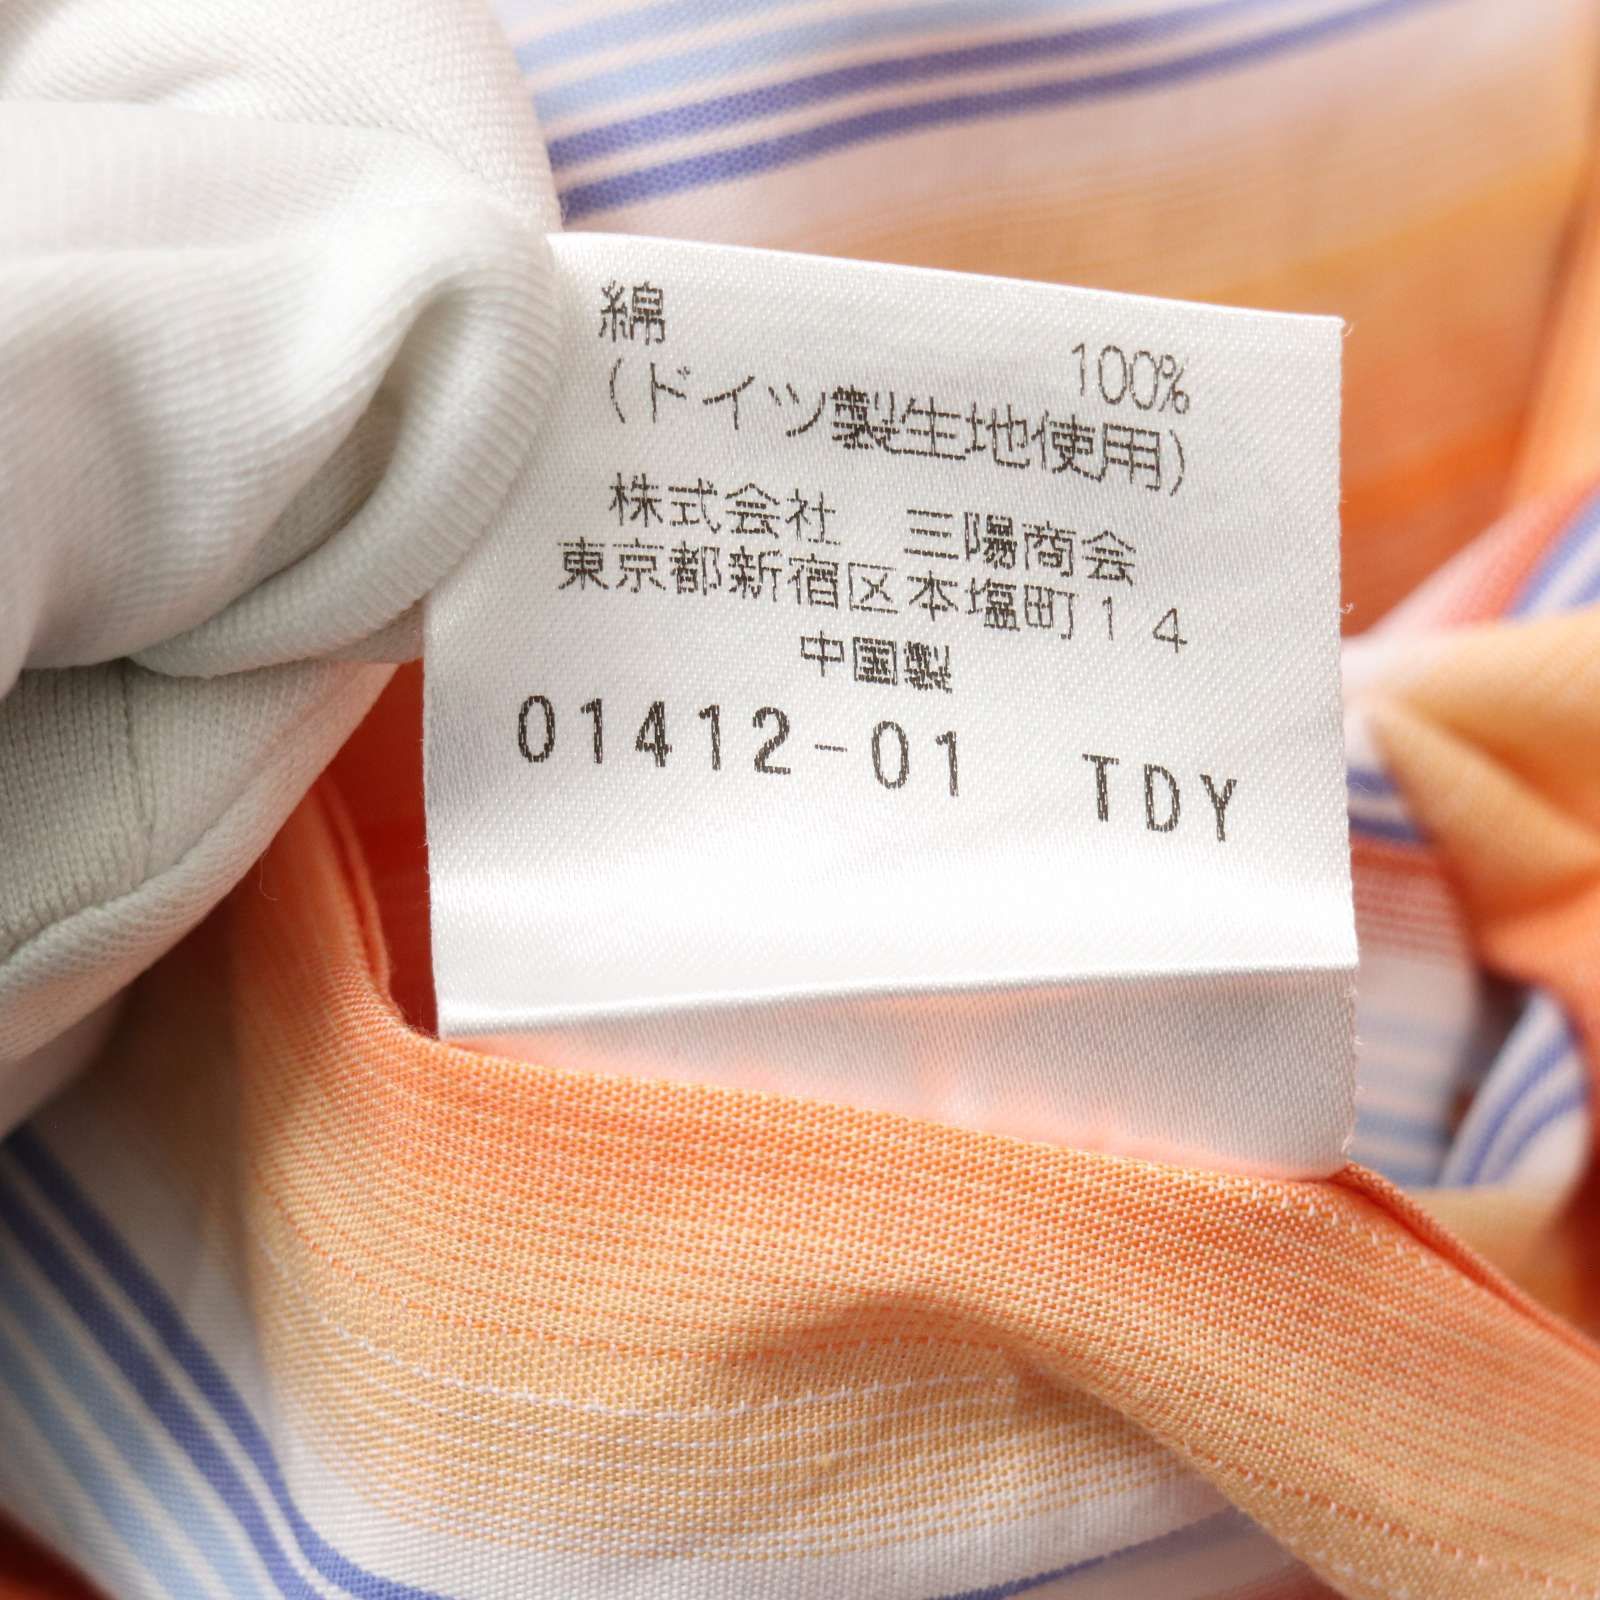 綿 100%
(ドイツ製生地使用)
株式会社 三陽商会
東京都新宿区本塩町14
中国製
01412-01 TDY